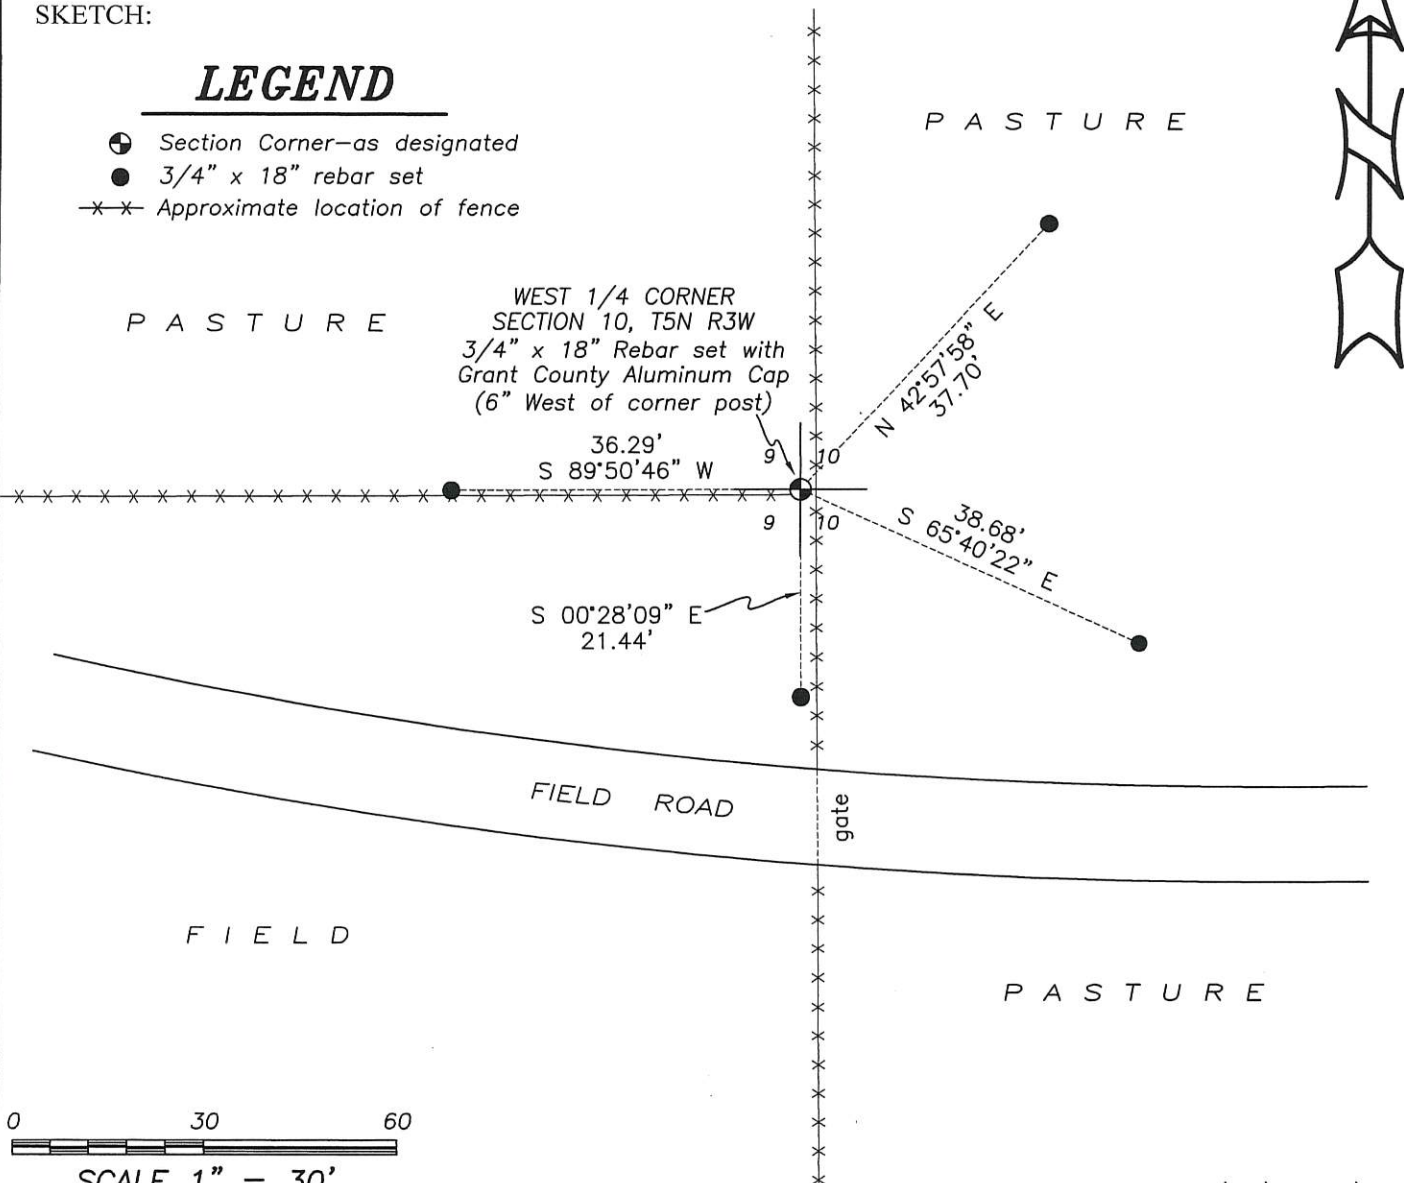 SKETCH:
LEGEND
Section Corner-as designated
3/4" x 18" rebar set
-x-x- Approximate location of fence
PASTURE
N
PASTURE
WEST 1/4 CORNER
SECTION 10, T5N R3W
3/4" x 18" Rebar set with
Grant County Aluminum Cap
(6" West of corner post)
N 42°57'58" E
37.70'
36.29'
S 89°50'46" W
9 10
9 10
38.68'
S 65°40'22" E
S 00°28'09" E
21.44'
FIELD ROAD
gate
FIELD
PASTURE
0 30 60
SCALE 1" = 30'